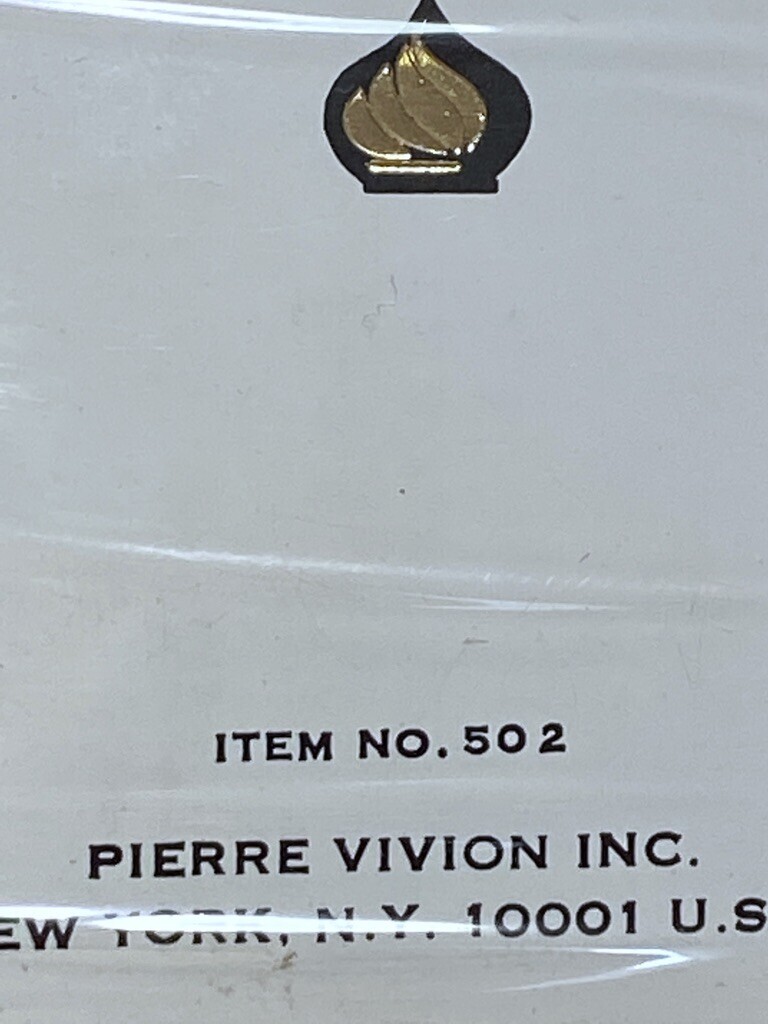 ITEM NO. 502
PIERRE VIVION INC.
EW YORK, N.Y. 10001 U.S